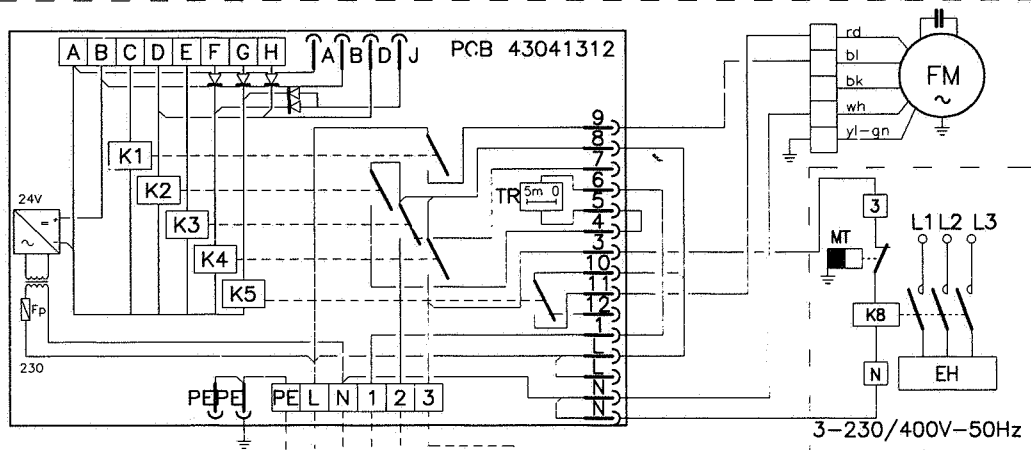 A B C D E F G H
A B D J
PCB 43041312
rd
bl
bk
wh
yl-gn
FM
~
9
8
7
6
5
4
3
10
11
12
1
L
L
N
N
K1
K2
K3
K4
K5
TR
5m 0
24V
= +
~
Fp
230
PE PE
PE L N 1 2 3
3
MT
L1 L2 L3
K8
N
EH
3-230/400V-50Hz